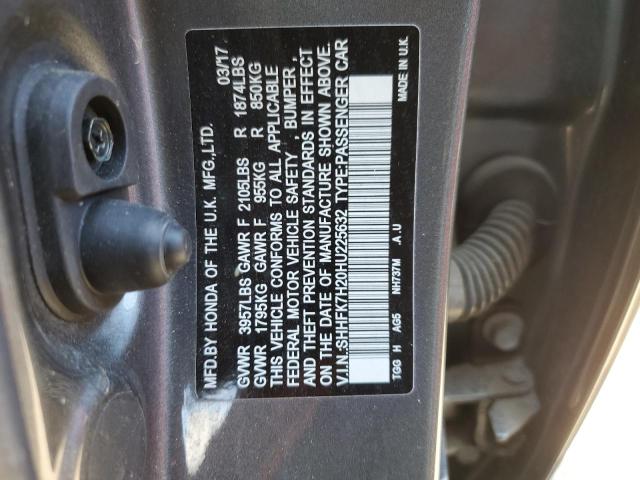 MFD.BY HONDA OF THE U.K. MFG.,LTD. 03/17
GVWR 3957LBS GAWR F 2105LBS R 1874LBS
GVWR 1795KG GAWR F 955KG R 850KG
THIS VEHICLE CONFORMS TO ALL APPLICABLE
FEDERAL MOTOR VEHICLE SAFETY , BUMPER ,
AND THEFT PREVENTION STANDARDS IN EFFECT
ON THE DATE OF MANUFACTURE SHOWN ABOVE.
V.I.N.:SHHFK7H20HU225632 TYPE:PASSENGER CAR
TGG H AG5 NH737M A.U MADE IN U.K.